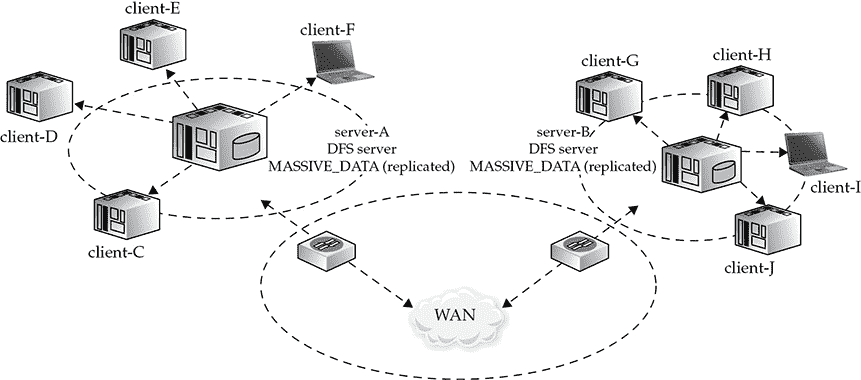 client-E
client-F
client-D
client-C
server-A
DFS server
MASSIVE_DATA (replicated)
client-G
client-H
server-B
DFS server
MASSIVE_DATA (replicated)
client-I
client-J
WAN